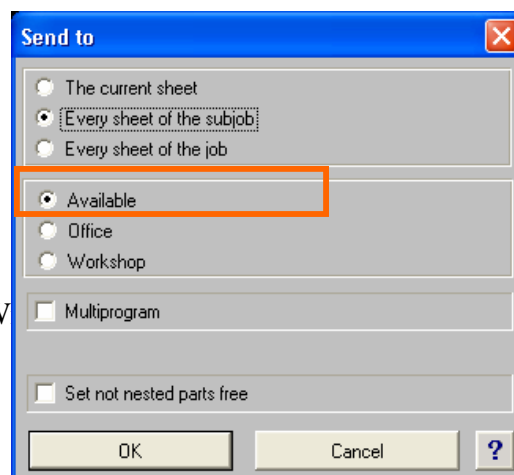 Send to
The current sheet
Every sheet of the subjob
Every sheet of the job
Available
Office
Workshop
Multiprogram
Set not nested parts free
OK Cancel ?